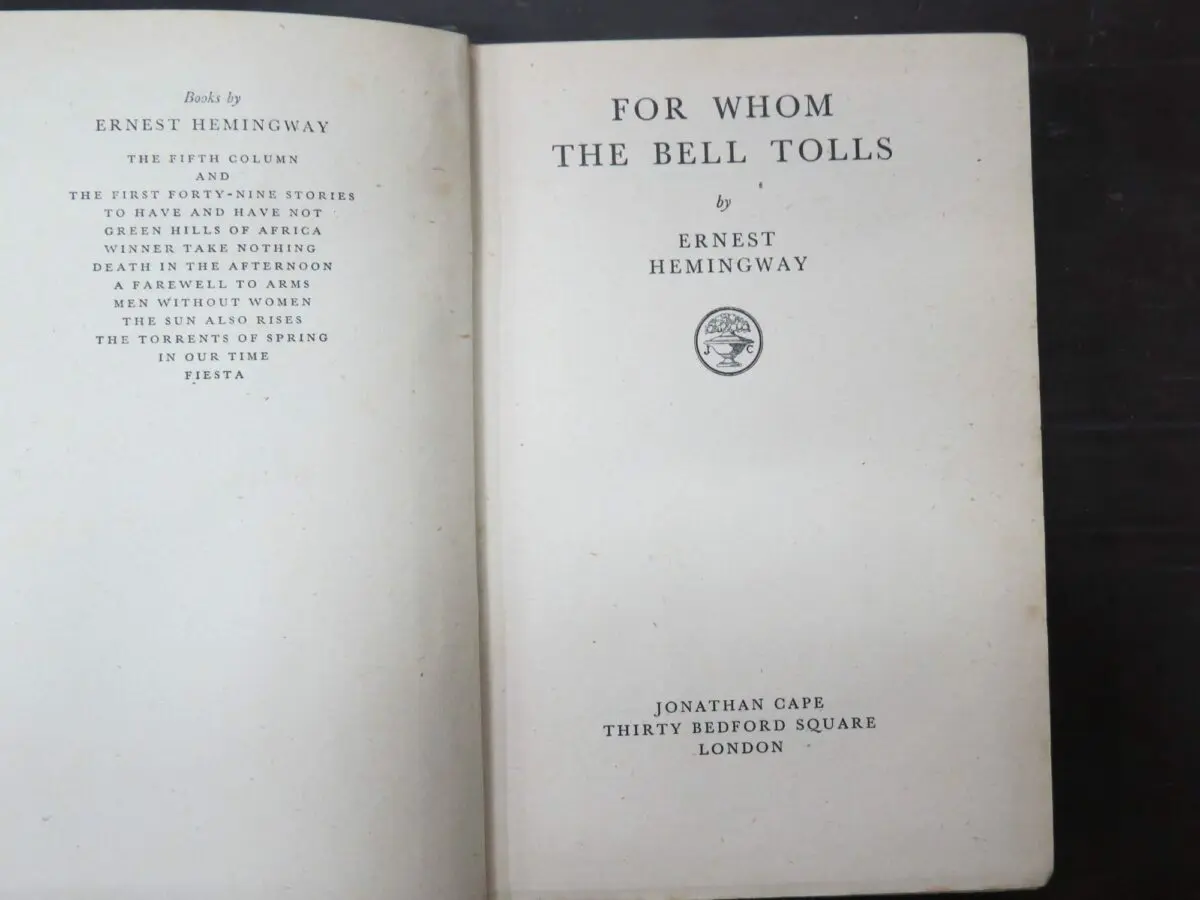 Books by
ERNEST HEMINGWAY
THE FIFTH COLUMN
AND
THE FIRST FORTY-NINE STORIES
TO HAVE AND HAVE NOT
GREEN HILLS OF AFRICA
WINNER TAKE NOTHING
DEATH IN THE AFTERNOON
A FAREWELL TO ARMS
MEN WITHOUT WOMEN
THE SUN ALSO RISES
THE TORRENTS OF SPRING
IN OUR TIME
FIESTA
FOR WHOM
THE BELL TOLLS
by
ERNEST
HEMINGWAY
J C
JONATHAN CAPE
THIRTY BEDFORD SQUARE
LONDON